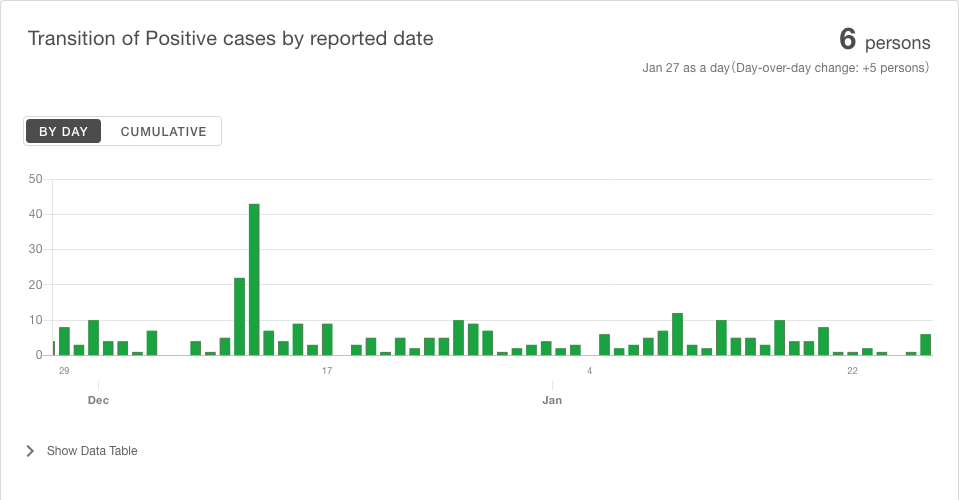 Transition of Positive cases by reported date
6 persons
Jan 27 as a day(Day-over-day change: +5 persons)
BY DAY CUMULATIVE
50
40
30
20
10
0
29 17 4 22
Dec Jan
Show Data Table